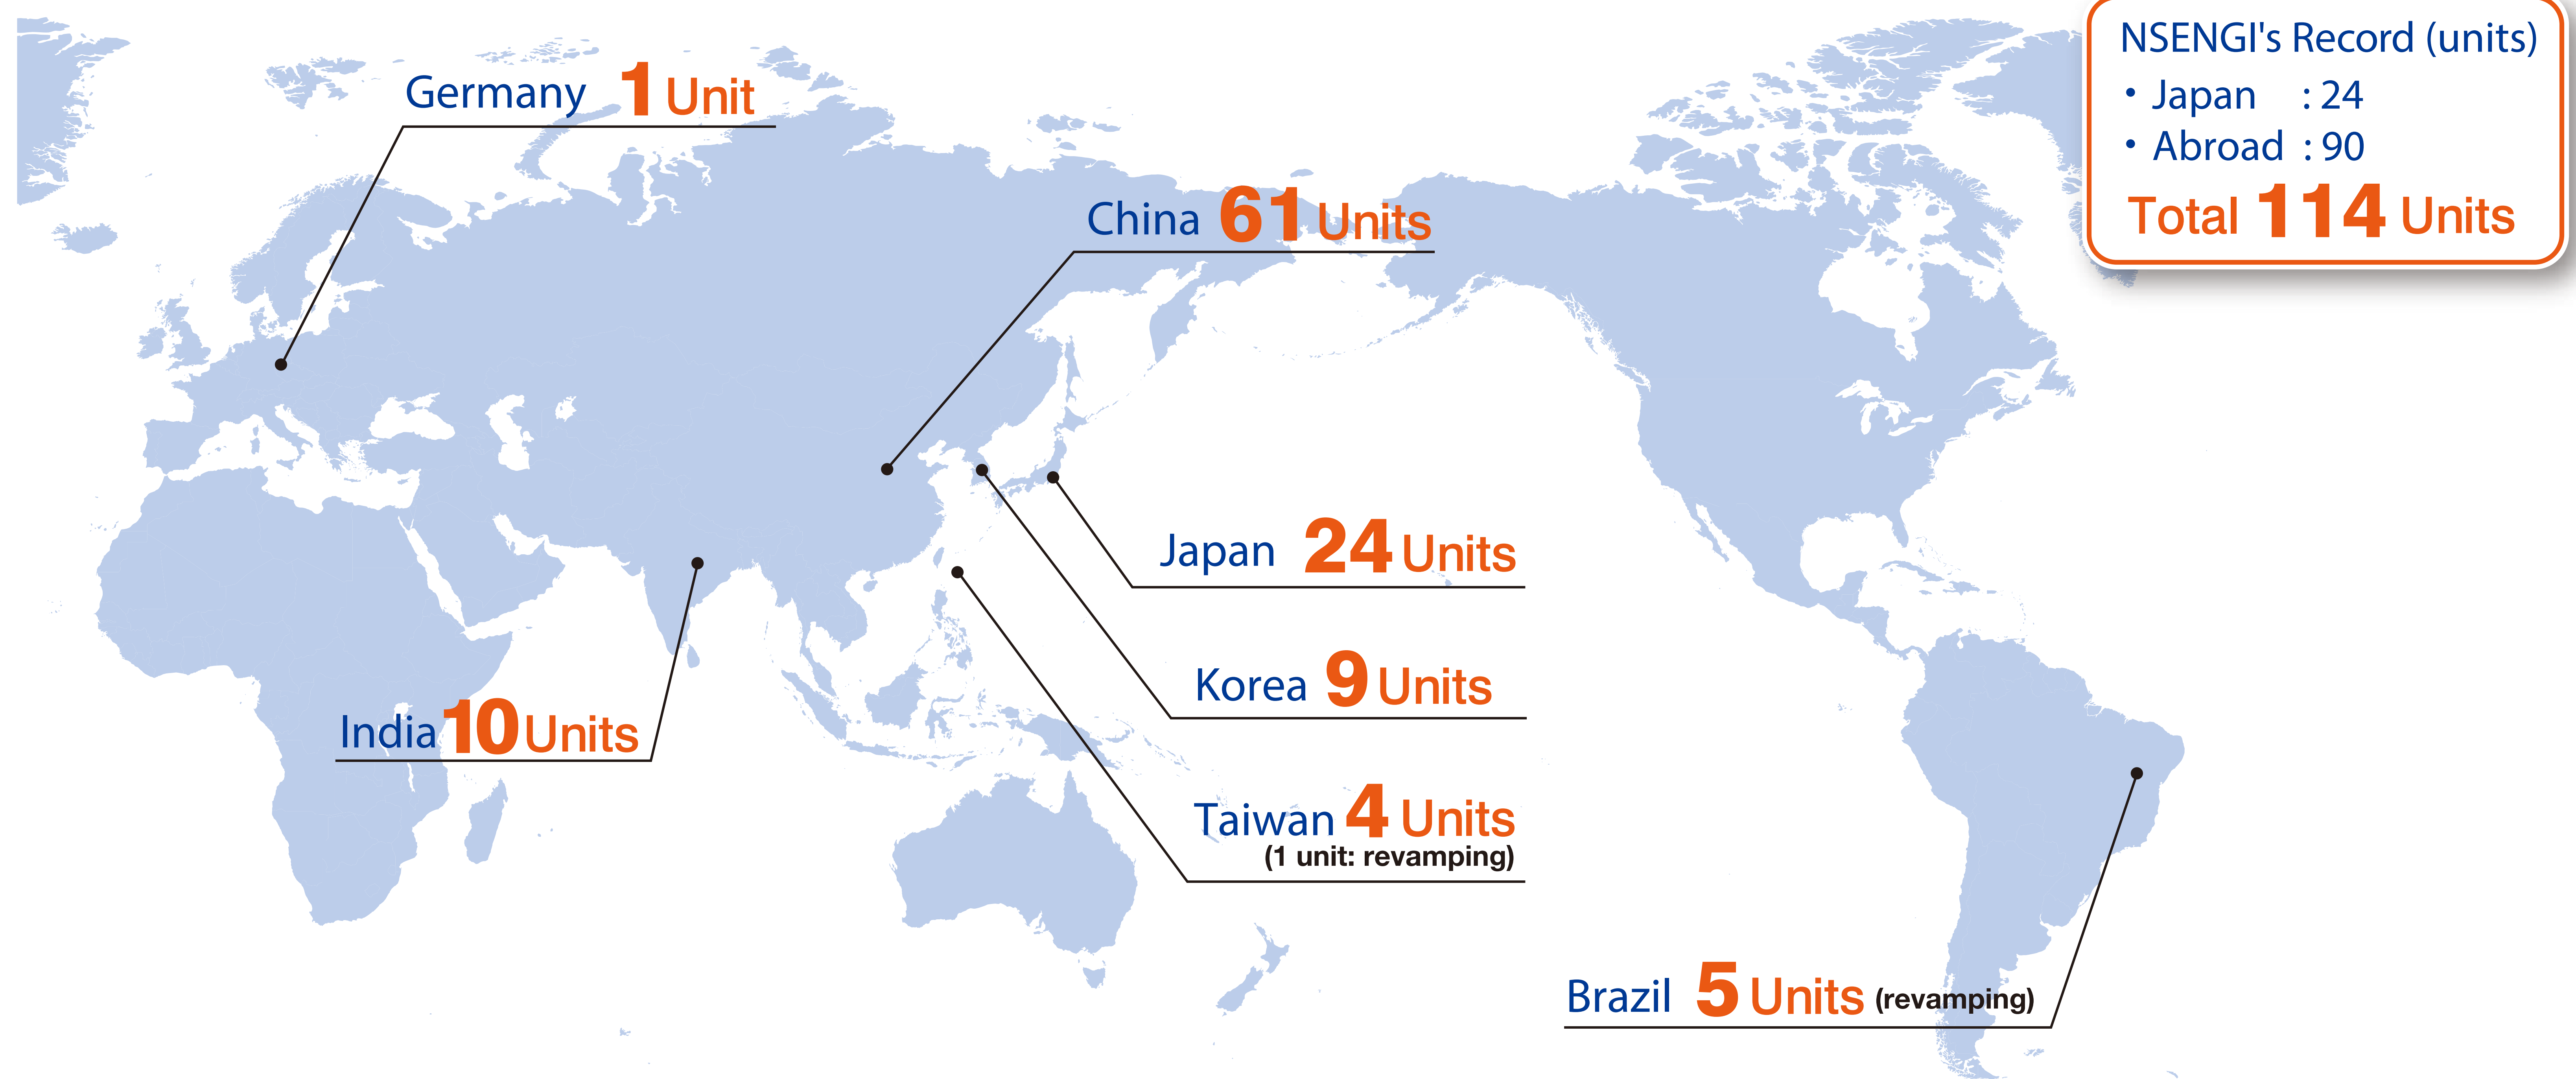 NSENGI's Record (units)
・Japan : 24
・Abroad : 90
Total 114 Units
Germany 1 Unit
China 61 Units
Japan 24 Units
Korea 9 Units
India 10 Units
Taiwan 4 Units
(1 unit: revamping)
Brazil 5 Units (revamping)